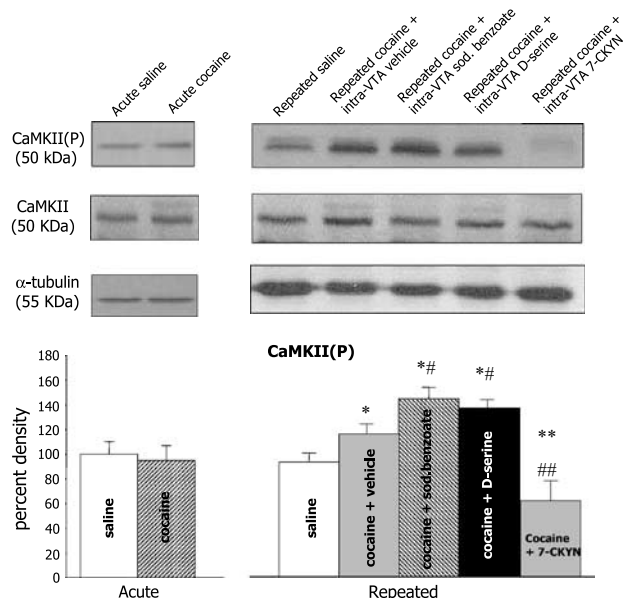 Acute saline
Acute cocaine
Repeated saline
Repeated cocaine +
intra-VTA vehicle
Repeated cocaine +
intra-VTA sod. benzoate
Repeated cocaine +
intra-VTA D-serine
Repeated cocaine +
intra-VTA 7-CKYN
CaMKII(P)
(50 kDa)
CaMKII
(50 KDa)
α-tubulin
(55 KDa)
CaMKII(P)
percent density
180
160
140
120
100
80
60
40
20
0
saline
cocaine
saline
*
cocaine + vehicle
*#
cocaine + sod.benzoate
*#
cocaine + D-serine
**
##
Cocaine
+ 7-CKYN
Acute
Repeated